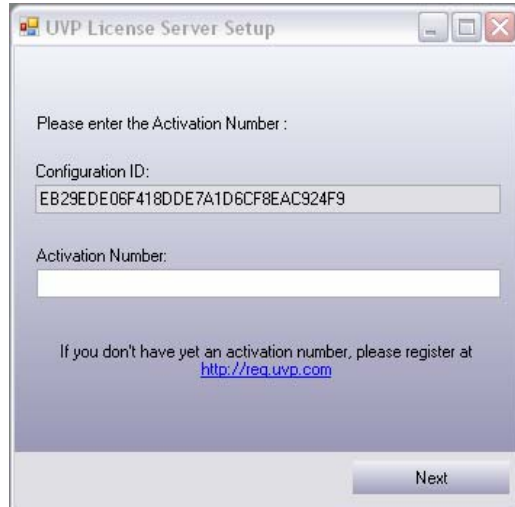 UVP License Server Setup
Please enter the Activation Number :
Configuration ID:
EB29EDE06F418DDE7A1D6CF8EAC924F9
Activation Number:
If you don't have yet an activation number, please register at
http://reg.uvp.com
Next